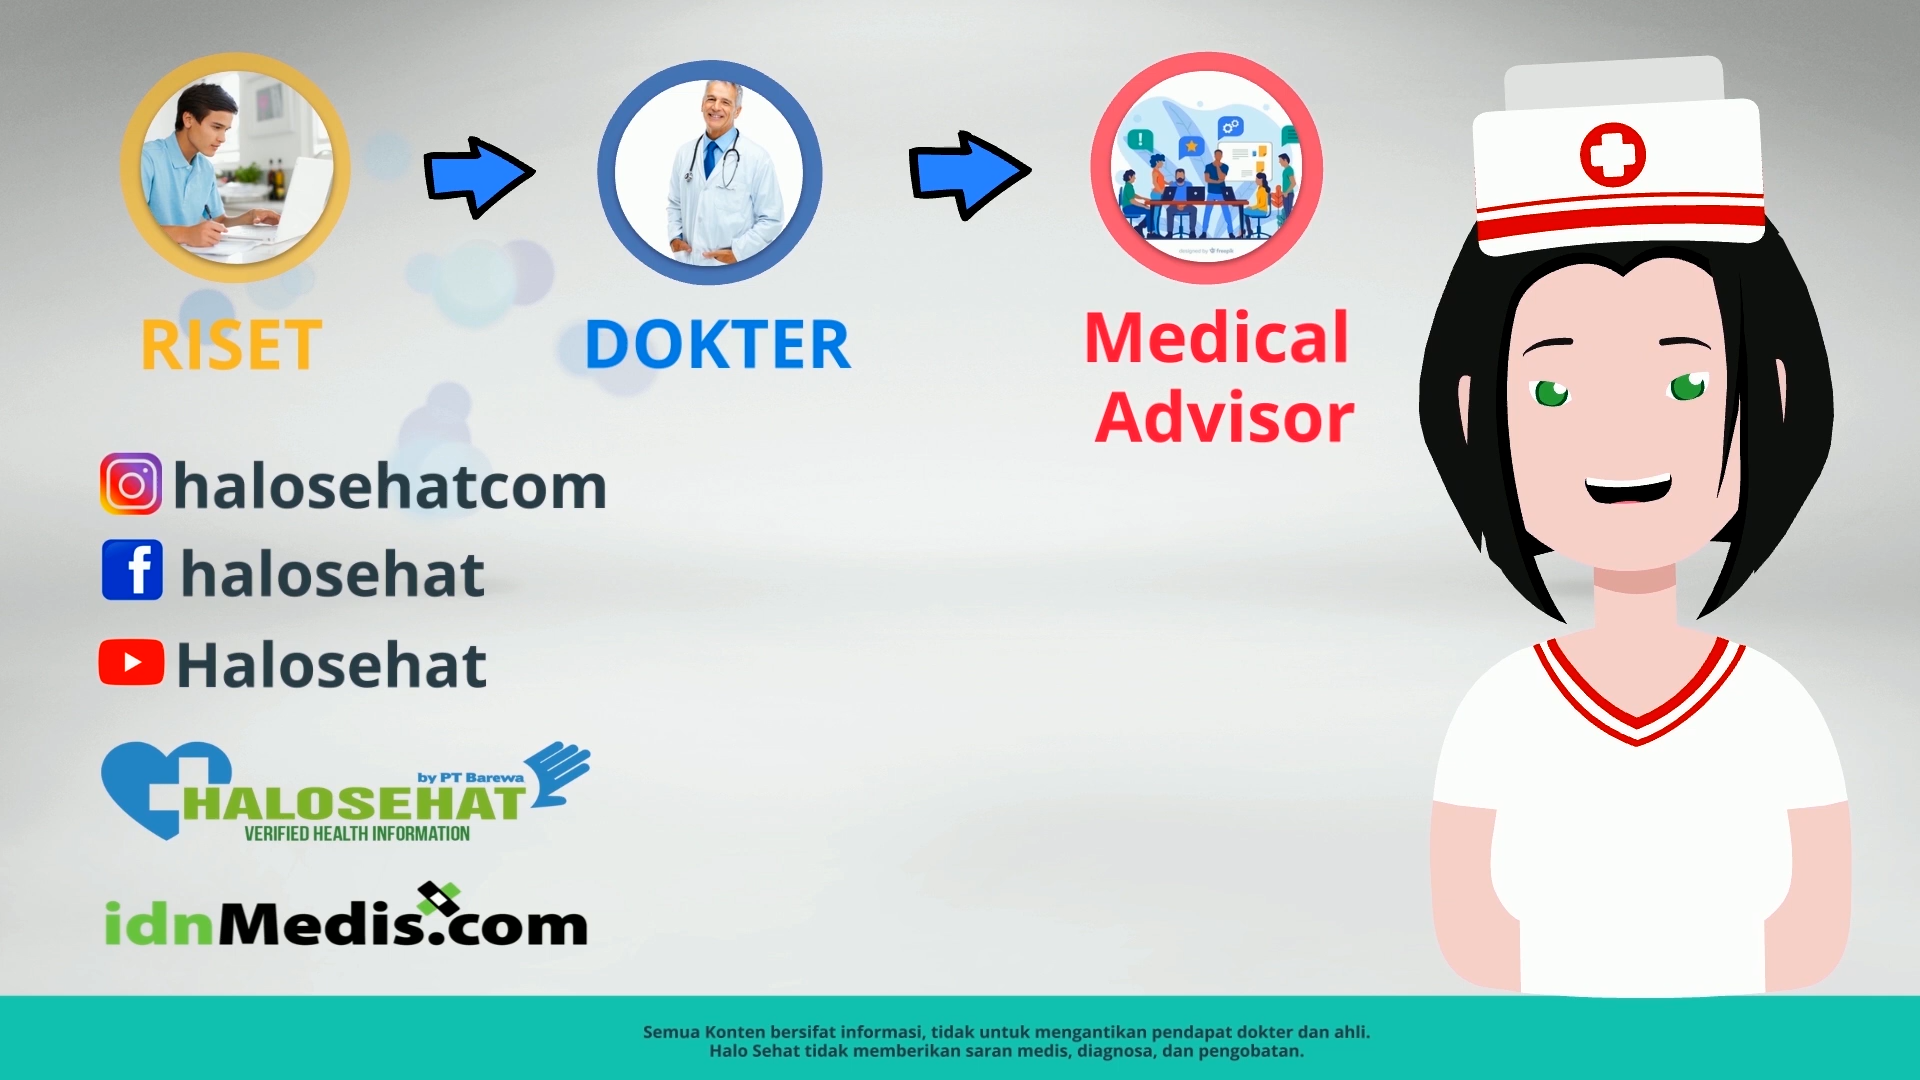 RISET
DOKTER
Medical
Advisor
halosehatcom
halosehat
Halosehat
by PT Barewa
HALOSEHAT
VERIFIED HEALTH INFORMATION
idnMedis.com
Semua Konten bersifat informasi, tidak untuk mengantikan pendapat dokter dan ahli.
Halo Sehat tidak memberikan saran medis, diagnosa, dan pengobatan.